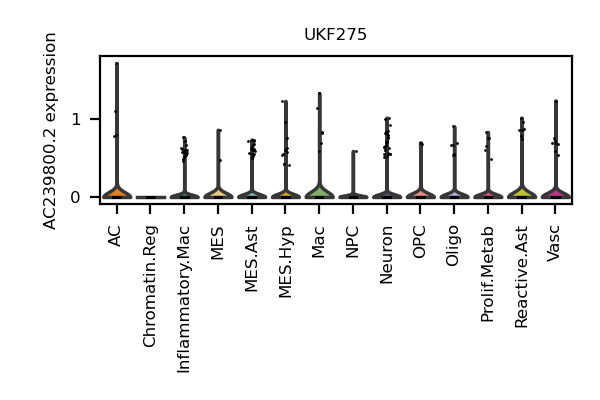 UKF275
AC239800.2 expression
1
0
AC
Chromatin.Reg
Inflammatory.Mac
MES
MES.Ast
MES.Hyp
Mac
NPC
Neuron
OPC
Oligo
Prolif.Metab
Reactive.Ast
Vasc